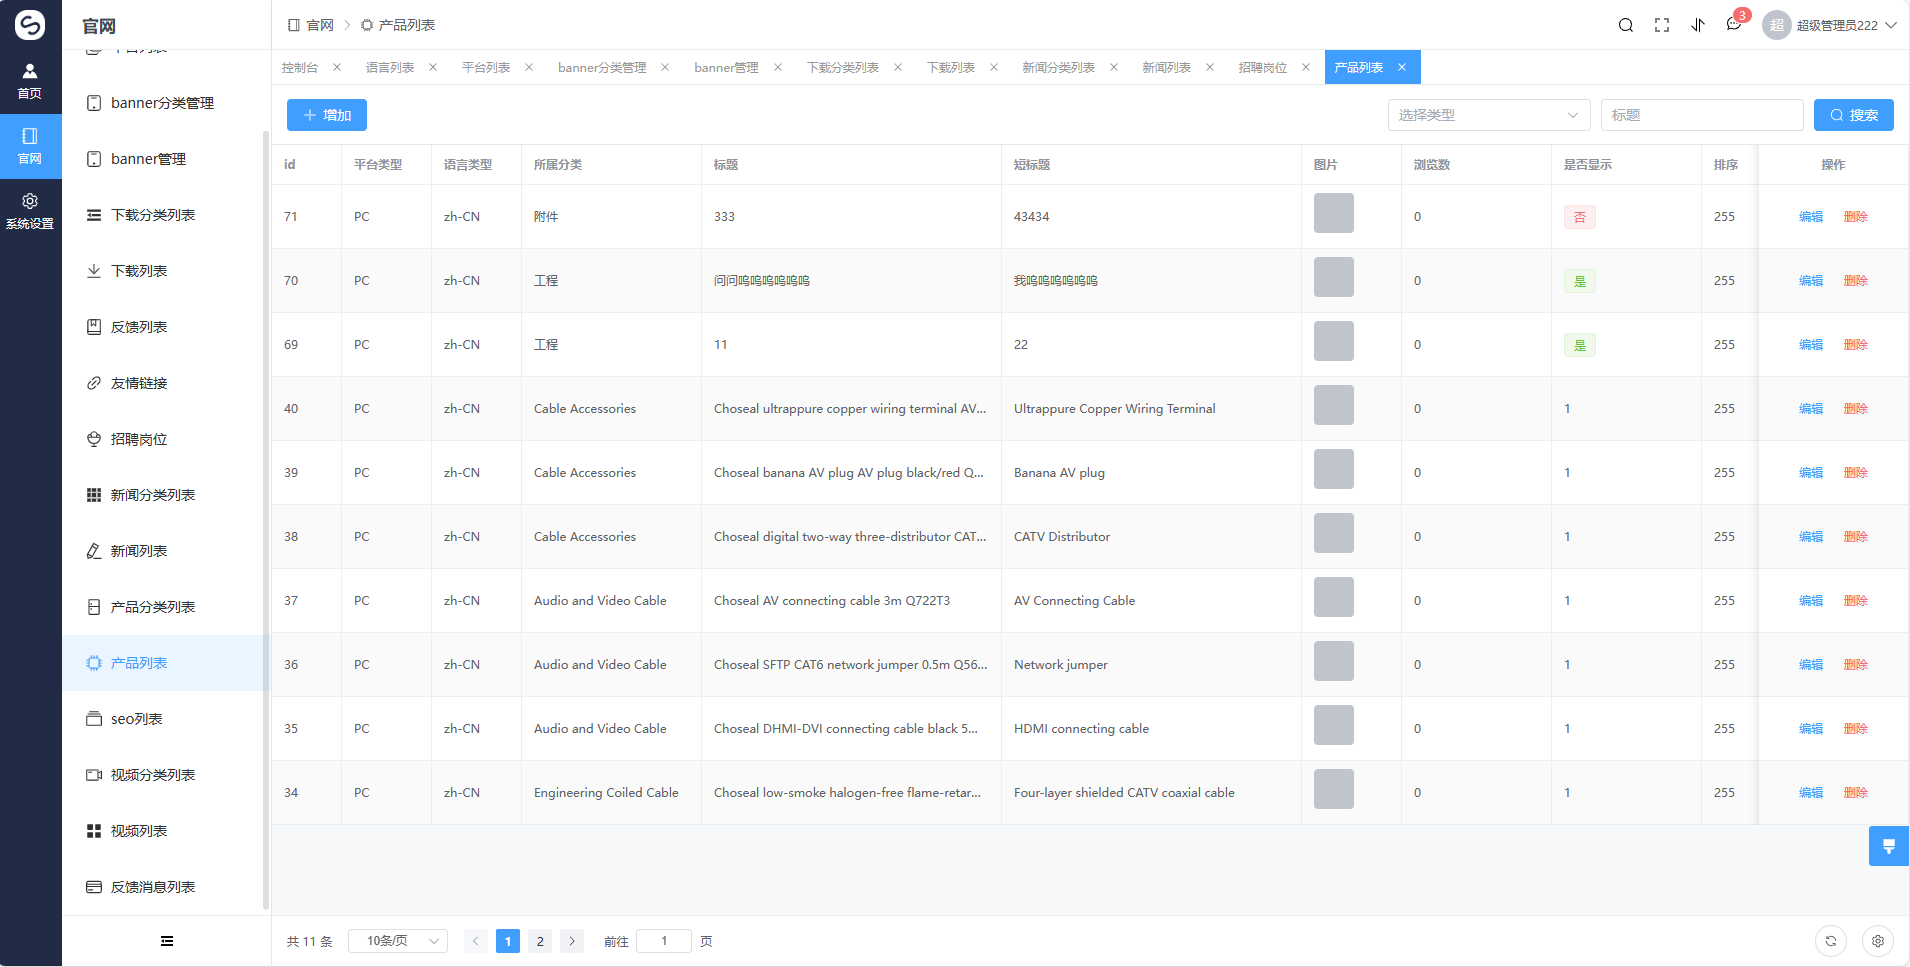 官网
官网 > 产品列表
3
超
超级管理员222
首页
官网
系统设置
平台列表
banner分类管理
banner管理
下载分类列表
下载列表
反馈列表
友情链接
招聘岗位
新闻分类列表
新闻列表
产品分类列表
产品列表
seo列表
视频分类列表
视频列表
反馈消息列表
控制台 × 语言列表 × 平台列表 × banner分类管理 × banner管理 × 下载分类列表 × 下载列表 × 新闻分类列表 × 新闻列表 × 招聘岗位 × 产品列表 ×
+ 增加 选择类型 标题 搜索
id 平台类型 语言类型 所属分类 标题 短标题 图片 浏览数 是否显示 排序 操作
71 PC zh-CN 附件 333 43434 0 否 255 编辑 删除
70 PC zh-CN 工程 问问呜呜呜呜呜呜 我呜呜呜呜呜呜 0 是 255 编辑 删除
69 PC zh-CN 工程 11 22 0 是 255 编辑 删除
40 PC zh-CN Cable Accessories Choseal ultrappure copper wiring terminal AV... Ultrappure Copper Wiring Terminal 0 1 255 编辑 删除
39 PC zh-CN Cable Accessories Choseal banana AV plug AV plug black/red Q... Banana AV plug 0 1 255 编辑 删除
38 PC zh-CN Cable Accessories Choseal digital two-way three-distributor CAT... CATV Distributor 0 1 255 编辑 删除
37 PC zh-CN Audio and Video Cable Choseal AV connecting cable 3m Q722T3 AV Connecting Cable 0 1 255 编辑 删除
36 PC zh-CN Audio and Video Cable Choseal SFTP CAT6 network jumper 0.5m Q56... Network jumper 0 1 255 编辑 删除
35 PC zh-CN Audio and Video Cable Choseal DHMI-DVI connecting cable black 5... HDMI connecting cable 0 1 255 编辑 删除
34 PC zh-CN Engineering Coiled Cable Choseal low-smoke halogen-free flame-retar... Four-layer shielded CATV coaxial cable 0 1 255 编辑 删除
共 11 条 10条/页 < 1 2 > 前往 1 页